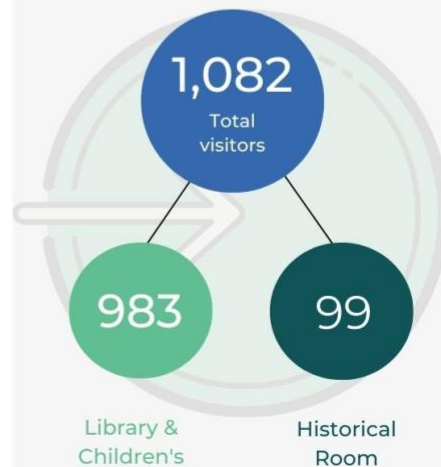 1,082
Total
visitors
983
99
Library &
Children's
Historical
Room